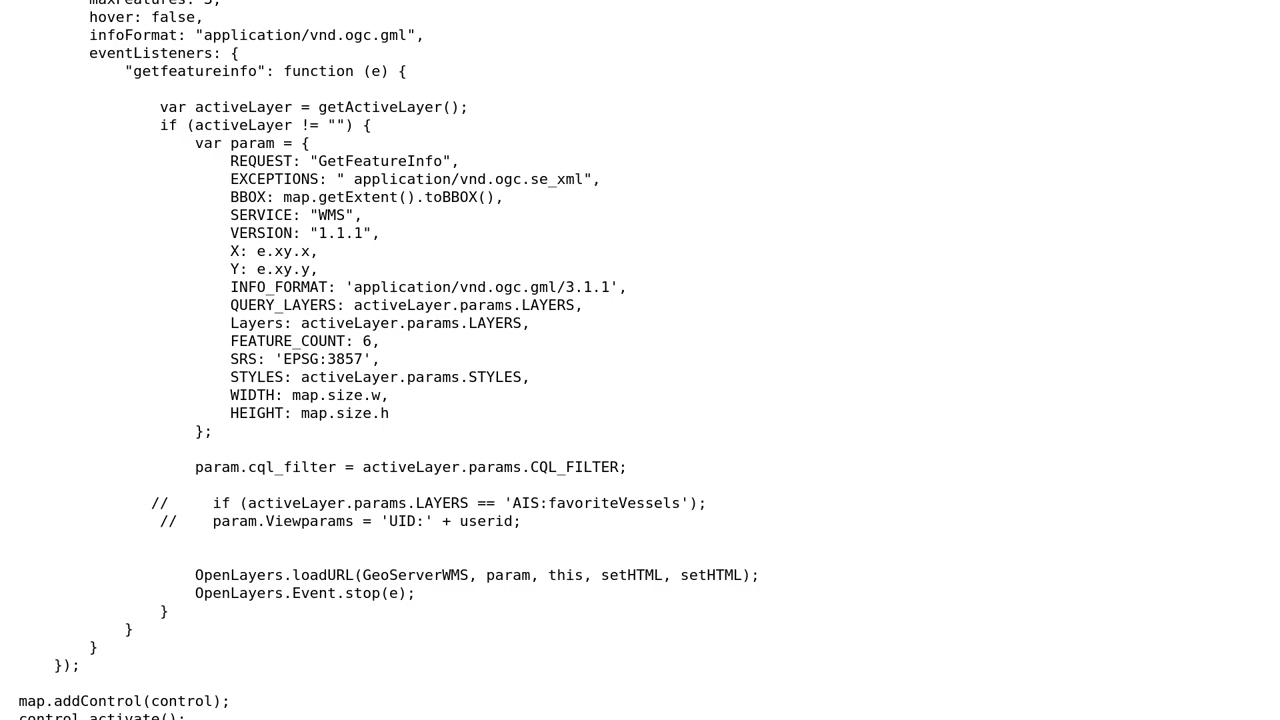 maxFeatures: 5,
hover: false,
infoFormat: "application/vnd.ogc.gml",
eventListeners: {
"getfeatureinfo": function (e) {
var activeLayer = getActiveLayer();
if (activeLayer != "") {
var param = {
REQUEST: "GetFeatureInfo",
EXCEPTIONS: " application/vnd.ogc.se_xml",
BBOX: map.getExtent().toBBOX(),
SERVICE: "WMS",
VERSION: "1.1.1",
X: e.xy.x,
Y: e.xy.y,
INFO_FORMAT: 'application/vnd.ogc.gml/3.1.1',
QUERY_LAYERS: activeLayer.params.LAYERS,
Layers: activeLayer.params.LAYERS,
FEATURE_COUNT: 6,
SRS: 'EPSG:3857',
STYLES: activeLayer.params.STYLES,
WIDTH: map.size.w,
HEIGHT: map.size.h
};
param.cql_filter = activeLayer.params.CQL_FILTER;
//     if (activeLayer.params.LAYERS == 'AIS:favoriteVessels');
//    param.Viewparams = 'UID:' + userid;
OpenLayers.loadURL(GeoServerWMS, param, this, setHTML, setHTML);
OpenLayers.Event.stop(e);
}
}
}
});
map.addControl(control);
control.activate();